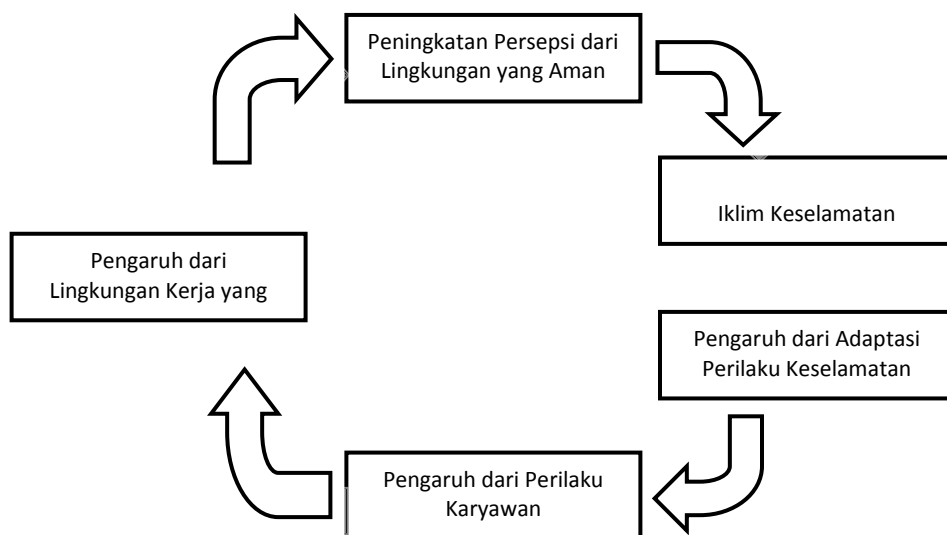 Peningkatan Persepsi dari
Lingkungan yang Aman
Iklim Keselamatan
Pengaruh dari
Lingkungan Kerja yang
Pengaruh dari Adaptasi
Perilaku Keselamatan
Pengaruh dari Perilaku
Karyawan